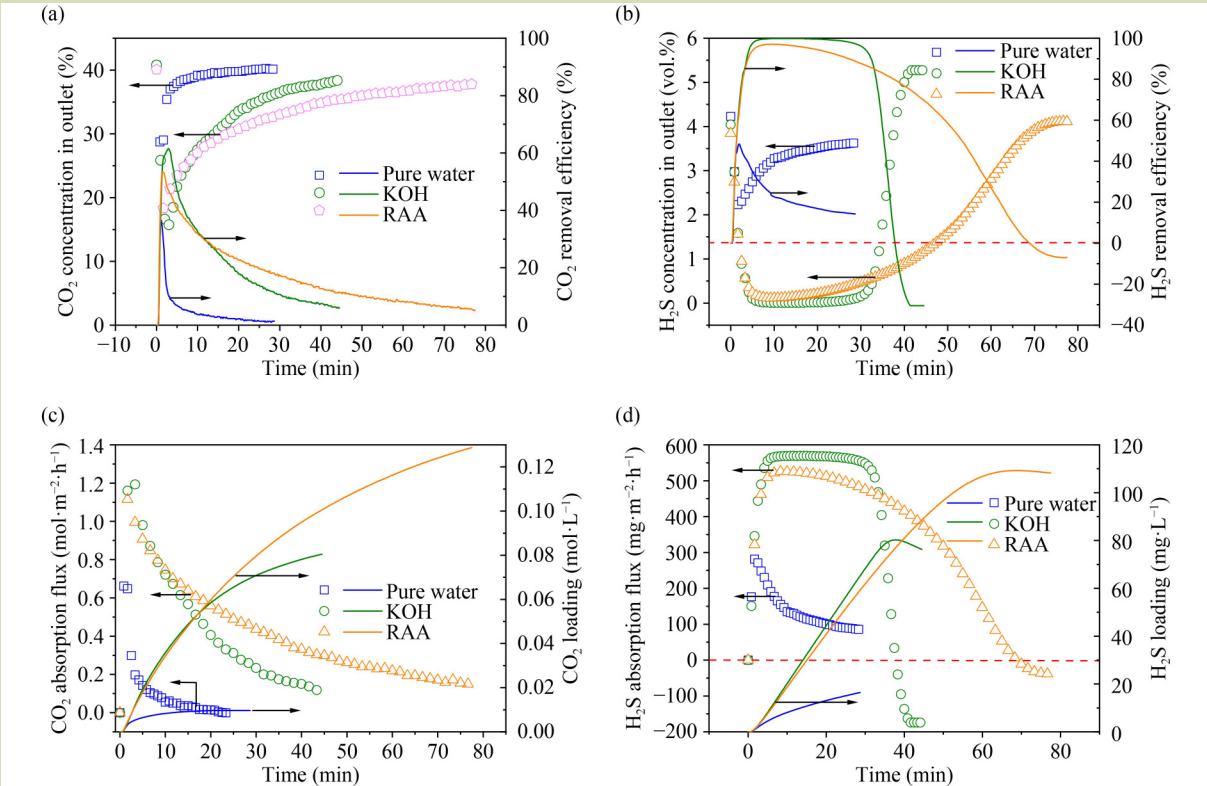 (a)
CO₂ concentration in outlet (%)
40
30
20
10
0
−10 0 10 20 30 40 50 60 70 80
Time (min)
100
80
60
40
20
0
CO₂ removal efficiency (%)
Pure water
KOH
RAA
(b)
H₂S concentration in outlet (vol.%)
6
5
4
3
2
1
0
0 10 20 30 40 50 60 70 80
Time (min)
100
80
60
40
20
0
−20
−40
H₂S removal efficiency (%)
Pure water
KOH
RAA
(c)
CO₂ absorption flux (mol·m⁻²·h⁻¹)
1.4
1.2
1.0
0.8
0.6
0.4
0.2
0.0
0 10 20 30 40 50 60 70 80
Time (min)
0.12
0.10
0.08
0.06
0.04
0.02
0.00
CO₂ loading (mol·L⁻¹)
Pure water
KOH
RAA
(d)
H₂S absorption flux (mg·m⁻²·h⁻¹)
600
500
450
400
350
300
200
100
0
−100
−200
0 20 40 60 80
Time (min)
120
100
80
60
40
20
0
H₂S loading (mg·L⁻¹)
Pure water
KOH
RAA